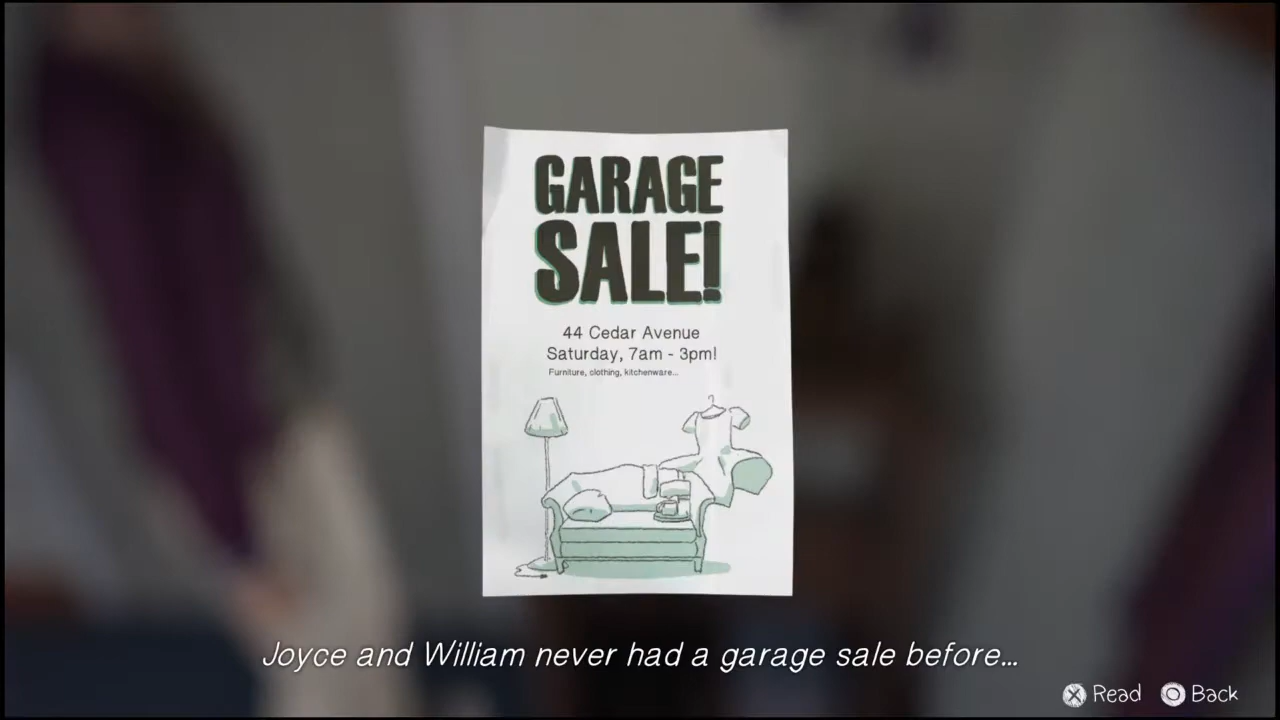 GARAGE
SALE!
44 Cedar Avenue
Saturday, 7am - 3pm!
Furniture, clothing, kitchenware...
Joyce and William never had a garage sale before...
Read Back